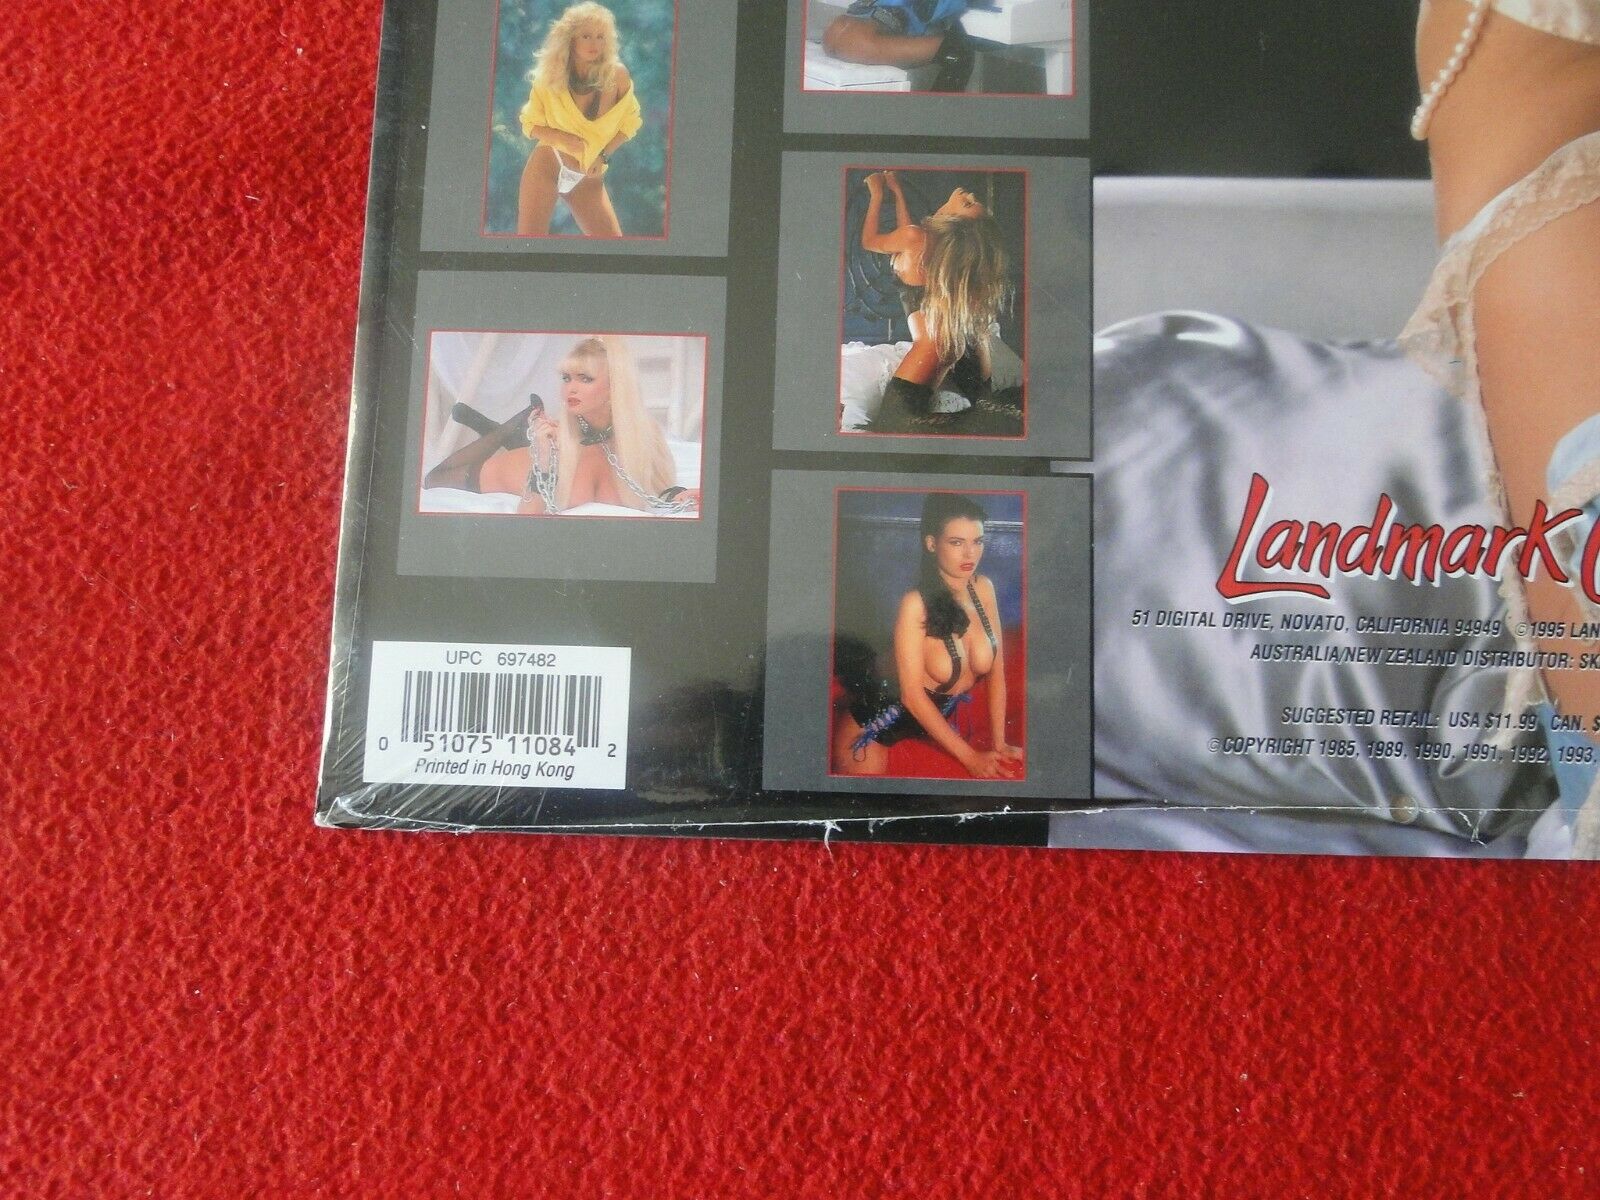 UPC 697482
0 51075 11084 2
Printed in Hong Kong
Landmark
51 DIGITAL DRIVE, NOVATO, CALIFORNIA 94949 ©1995
AUSTRALIA/NEW ZEALAND DISTRIBUTOR:
SUGGESTED RETAIL: USA $11.99 CAN. $
©COPYRIGHT 1985, 1989, 1990, 1991, 1992, 1993,